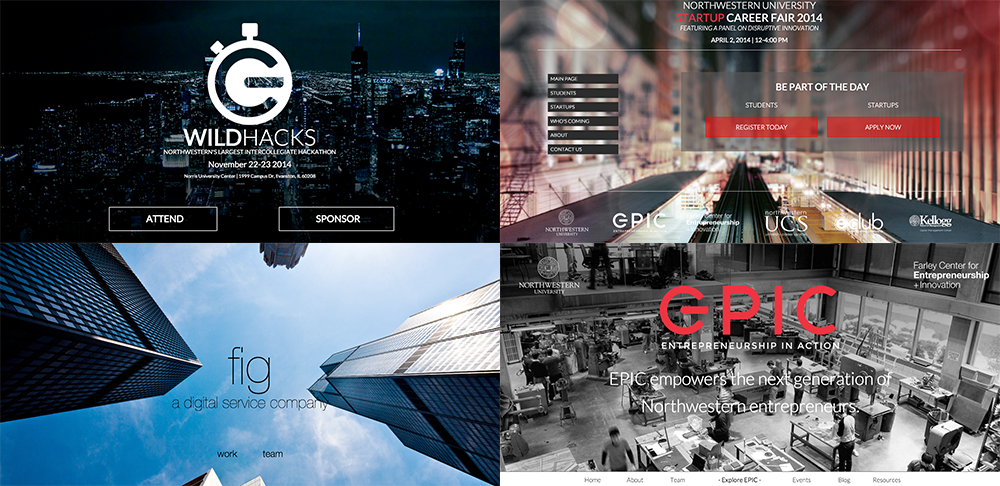 WILDHACKS
NORTHWESTERN'S LARGEST INTERCOLLEGIATE HACKATHON
November 22-23 2014
Norris University Center | 1999 Campus Dr, Evanston, IL 60208
ATTEND
SPONSOR
NORTHWESTERN UNIVERSITY
STARTUP CAREER FAIR 2014
FEATURING A PANEL ON DISRUPTIVE INNOVATION
APRIL 2, 2014 | 12-4:00 PM
MAIN PAGE
STUDENTS
STARTUPS
WHO'S COMING
ABOUT
CONTACT US
BE PART OF THE DAY
STUDENTS
STARTUPS
REGISTER TODAY
APPLY NOW
NORTHWESTERN
UNIVERSITY
EPIC
ENTREPRENEURSHIP IN ACTION
Farley Center for
Entrepreneurship
+Innovation
northwestern
UCS
eclub
Kellogg
fig
a digital service company
work
team
NORTHWESTERN
UNIVERSITY
Farley Center for
Entrepreneurship
+Innovation
EPIC
ENTREPRENEURSHIP IN ACTION
EPIC empowers the next generation of
Northwestern entrepreneurs.
Home
About
Team
- Explore EPIC -
Events
Blog
Resources